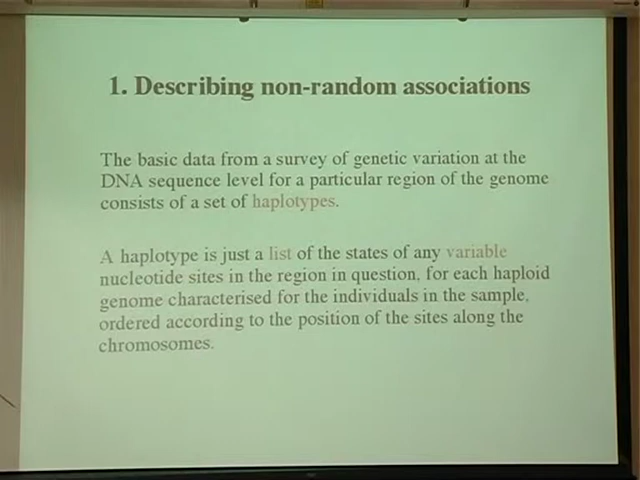 1. Describing non-random associations
The basic data from a survey of genetic variation at the
DNA sequence level for a particular region of the genome
consists of a set of haplotypes.
A haplotype is just a list of the states of any variable
nucleotide sites in the region in question, for each haploid
genome characterised for the individuals in the sample,
ordered according to the position of the sites along the
chromosomes.